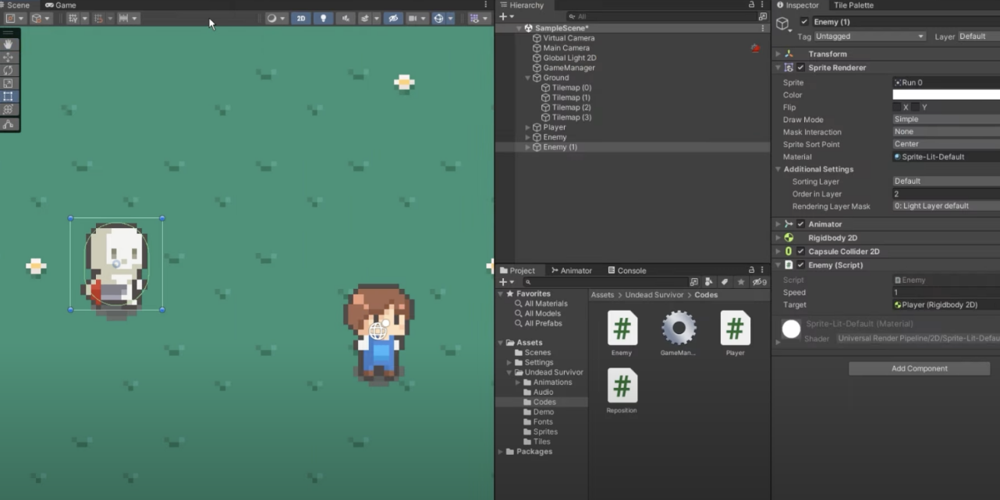 Scene
Game
2D
Hierarchy
All
SampleScene*
Virtual Camera
Main Camera
Global Light 2D
GameManager
Ground
Tilemap (0)
Tilemap (1)
Tilemap (2)
Tilemap (3)
Player
Enemy
Enemy (1)
Project
Animator
Console
9
Favorites
All Materials
All Models
All Prefabs
Assets
Scenes
Settings
Undead Survivor
Animations
Audio
Codes
Demo
Fonts
Sprites
Tiles
Packages
Assets > Undead Survivor > Codes
Enemy
GameMan...
Player
Reposition
Inspector
Tile Palette
Enemy (1)
Tag Untagged Layer Default
Transform
Sprite Renderer
Sprite Run 0
Color
Flip X Y
Draw Mode Simple
Mask Interaction None
Sprite Sort Point Center
Material Sprite-Lit-Default
Additional Settings
Sorting Layer Default
Order in Layer 2
Rendering Layer Mask 0: Light Layer default
Animator
Rigidbody 2D
Capsule Collider 2D
Enemy (Script)
Script Enemy
Speed 1
Target Player (Rigidbody 2D)
Sprite-Lit-Default (Material)
Shader Universal Render Pipeline/2D/Sprite-Lit-Defau
Add Component